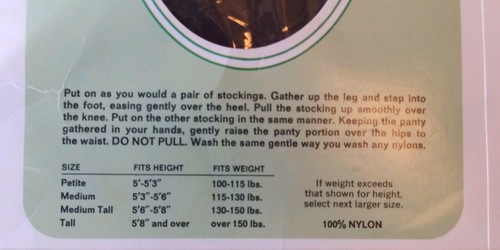 Put on as you would a pair of stockings. Gather up the leg and step into
the foot, easing gently over the heel. Pull the stocking up smoothly over
the knee. Put on the other stocking in the same manner. Keeping the panty
gathered in your hands, gently raise the panty portion over the hips to
the waist. DO NOT PULL. Wash the same gentle way you wash any nylons.
SIZE FITS HEIGHT FITS WEIGHT
Petite 5'-5'3" 100-115 lbs.
Medium 5'3"-5'6" 115-130 lbs.
Medium Tall 5'6"-5'8" 130-150 lbs.
Tall 5'8" and over over 150 lbs.
If weight exceeds
that shown for height,
select next larger size.
100% NYLON